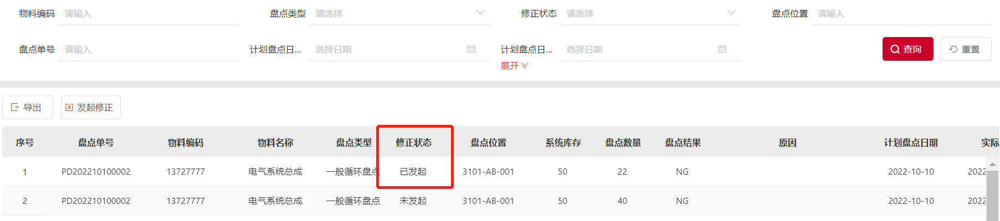 物料编码 请输入 盘点类型 请选择 修正状态 请选择 盘点位置 请输入
盘点单号 请输入 计划盘点日... 选择日期 计划盘点日... 选择日期 查询 重置
展开
导出 发起修正
序号 盘点单号 物料编码 物料名称 盘点类型 修正状态 盘点位置 系统库存 盘点数量 盘点结果 原因 计划盘点日期 实际
1 PD202210100002 13727777 电气系统总成 一般循环盘点 已发起 3101-AB-001 50 22 NG 2022-10-10 2022
2 PD202210100002 13727777 电气系统总成 一般循环盘点 未发起 3101-AB-001 50 40 NG 2022-10-10 2022